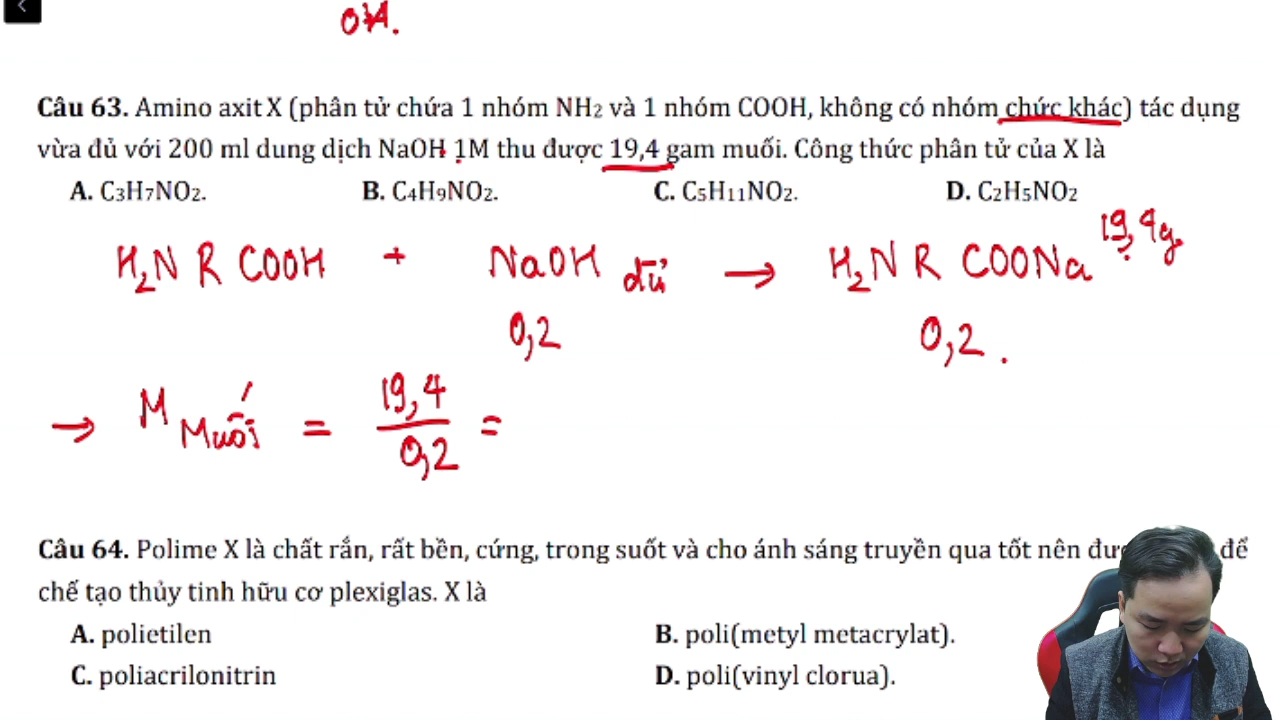 OH.
Câu 63. Amino axit X (phân tử chứa 1 nhóm NH2 và 1 nhóm COOH, không có nhóm chức khác) tác dụng
vừa đủ với 200 ml dung dịch NaOH 1M thu được 19,4 gam muối. Công thức phân tử của X là
A. C3H7NO2. B. C4H9NO2. C. C5H11NO2. D. C2H5NO2
H2N R COOH + NaOH đủ → H2N R COONa 19,4g
0,2 0,2.
→ M Muối = 19,4 / 0,2 =
Câu 64. Polime X là chất rắn, rất bền, cứng, trong suốt và cho ánh sáng truyền qua tốt nên để
chế tạo thủy tinh hữu cơ plexiglas. X là
A. polietilen B. poli(metyl metacrylat).
C. poliacrilonitrin D. poli(vinyl clorua).